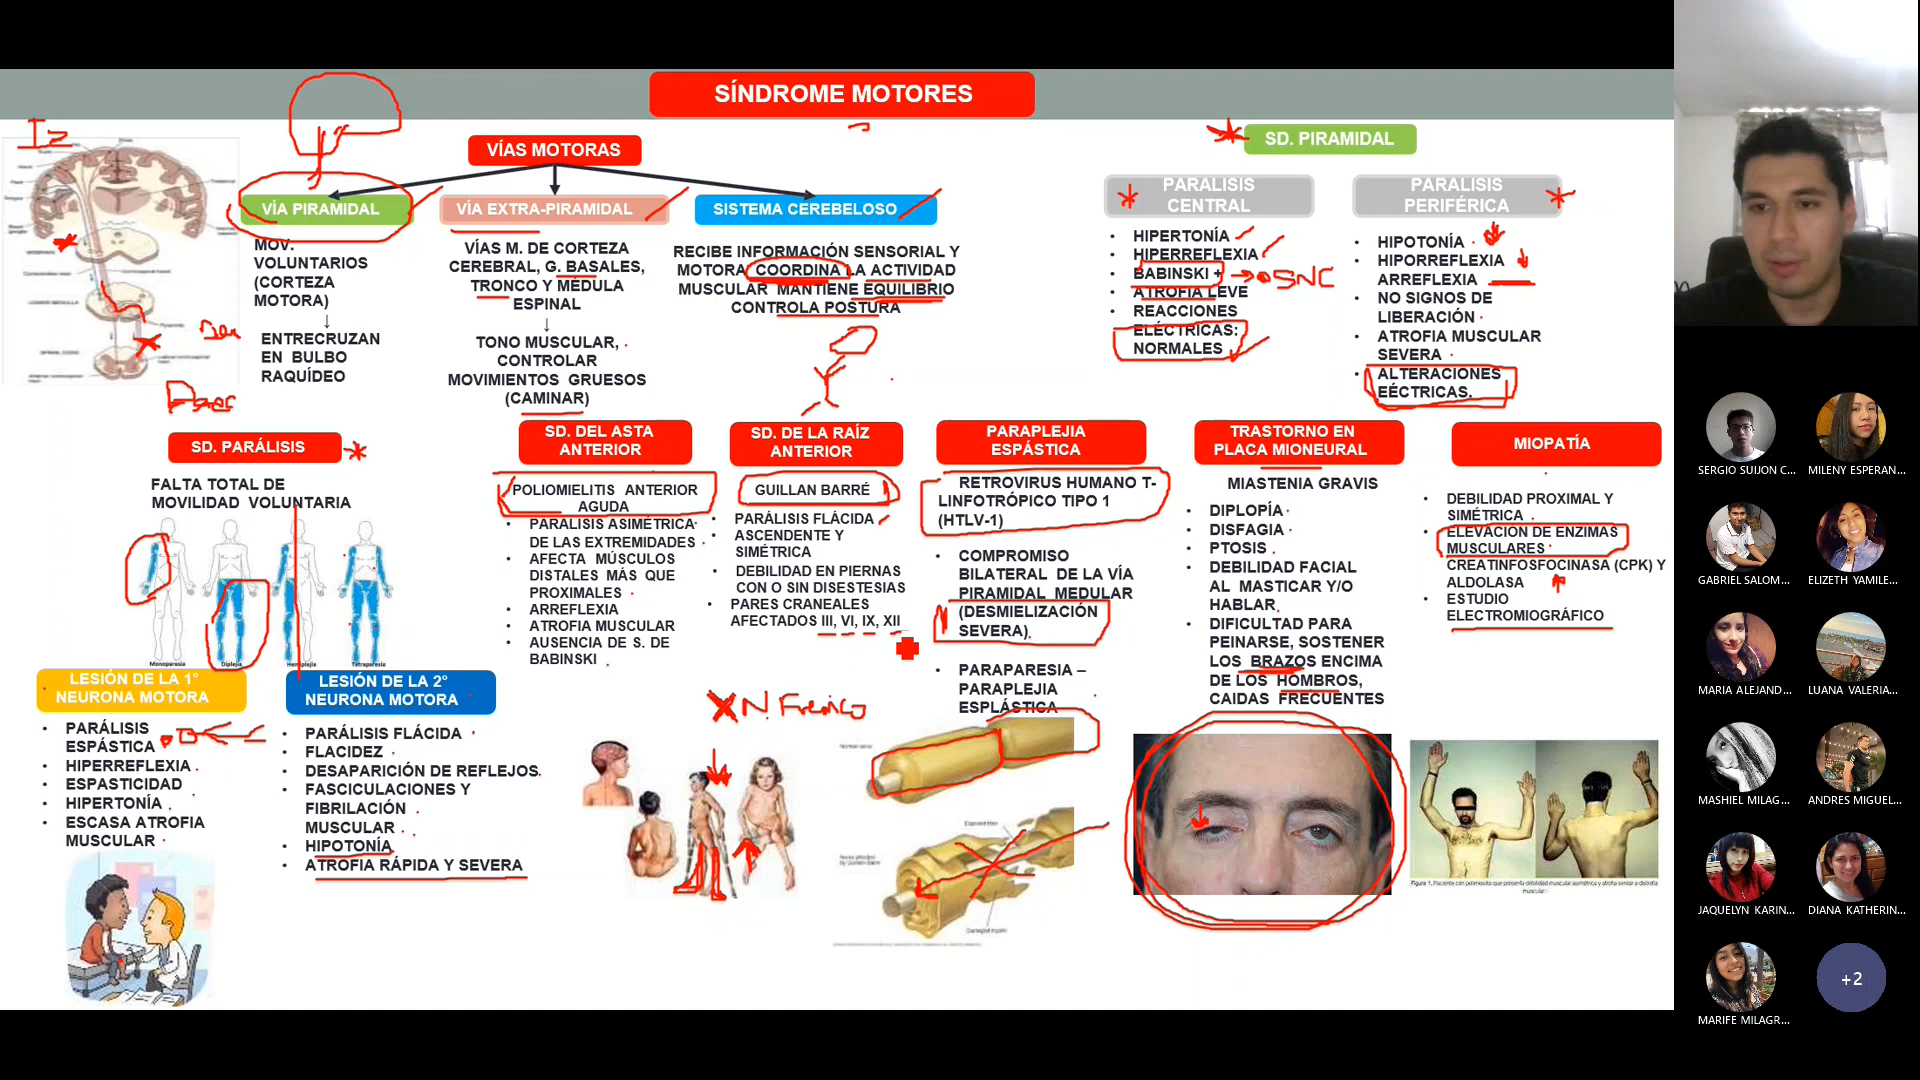 SÍNDROME MOTORES
Iz
VÍAS MOTORAS
VÍA PIRAMIDAL
MOV.
VOLUNTARIOS
(CORTEZA
MOTORA)
↓
ENTRECRUZAN
EN BULBO
RAQUÍDEO
VÍA EXTRA-PIRAMIDAL
VÍAS M. DE CORTEZA
CEREBRAL, G. BASALES,
TRONCO Y MÉDULA
ESPINAL
↓
TONO MUSCULAR,
CONTROLAR
MOVIMIENTOS GRUESOS
(CAMINAR)
SISTEMA CEREBELOSO
RECIBE INFORMACIÓN SENSORIAL Y
MOTORA COORDINA LA ACTIVIDAD
MUSCULAR MANTIENE EQUILIBRIO
CONTROLA POSTURA
SD. PIRAMIDAL
PARALISIS
CENTRAL
• HIPERTONÍA
• HIPERREFLEXIA
• BABINSKI +
SNC
• ATROFIA LEVE
• REACCIONES
ELÉCTRICAS:
NORMALES
PARALISIS
PERIFÉRICA
• HIPOTONÍA
• HIPORREFLEXIA
ARREFLEXIA
• NO SIGNOS DE
LIBERACIÓN
• ATROFIA MUSCULAR
SEVERA
• ALTERACIONES
EÉCTRICAS.
SD. PARÁLISIS
FALTA TOTAL DE
MOVILIDAD VOLUNTARIA
Monoparesia
Diplejia
Hemiplejia
Tetraparesia
LESIÓN DE LA 1°
NEURONA MOTORA
• PARÁLISIS
ESPÁSTICA
• HIPERREFLEXIA
• ESPASTICIDAD
• HIPERTONÍA
• ESCASA ATROFIA
MUSCULAR
LESIÓN DE LA 2°
NEURONA MOTORA
• PARÁLISIS FLÁCIDA
• FLACIDEZ
• DESAPARICIÓN DE REFLEJOS
• FASCICULACIONES Y
FIBRILACIÓN
MUSCULAR
• HIPOTONÍA
• ATROFIA RÁPIDA Y SEVERA
SD. DEL ASTA
ANTERIOR
POLIOMIELITIS ANTERIOR
AGUDA
• PARALISIS ASIMÉTRICA
DE LAS EXTREMIDADES
• AFECTA MÚSCULOS
DISTALES MÁS QUE
PROXIMALES
• ARREFLEXIA
• ATROFIA MUSCULAR
• AUSENCIA DE S. DE
BABINSKI
SD. DE LA RAÍZ
ANTERIOR
GUILLAN BARRÉ
• PARÁLISIS FLÁCIDA
• ASCENDENTE Y
SIMÉTRICA
• DEBILIDAD EN PIERNAS
CON O SIN DISESTESIAS
• PARES CRANEALES
AFECTADOS III, VI, IX, XII
N. Frenico
PARAPLEJIA
ESPÁSTICA
RETROVIRUS HUMANO T-
LINFOTRÓPICO TIPO 1
(HTLV-1)
• COMPROMISO
BILATERAL DE LA VÍA
PIRAMIDAL MEDULAR
(DESMIELIZACIÓN
SEVERA)
• PARAPARESIA –
PARAPLEJIA
ESPLÁSTICA
TRASTORNO EN
PLACA MIONEURAL
MIASTENIA GRAVIS
• DIPLOPÍA
• DISFAGIA
• PTOSIS
• DEBILIDAD FACIAL
AL MASTICAR Y/O
HABLAR
• DIFICULTAD PARA
PEINARSE, SOSTENER
LOS BRAZOS ENCIMA
DE LOS HOMBROS,
CAIDAS FRECUENTES
MIOPATÍA
• DEBILIDAD PROXIMAL Y
SIMÉTRICA
• ELEVACION DE ENZIMAS
MUSCULARES
CREATINFOSFOCINASA (CPK) Y
ALDOLASA
• ESTUDIO
ELECTROMIOGRÁFICO
SERGIO SUIJON C...
MILENY ESPERAN...
GABRIEL SALOM...
ELIZETH YAMILE...
MARIA ALEJAND...
LUANA VALERIA...
MASHIEL MILAG...
ANDRES MIGUEL...
JAQUELYN KARIN...
DIANA KATHERIN...
MARIFE MILAGR...
+2